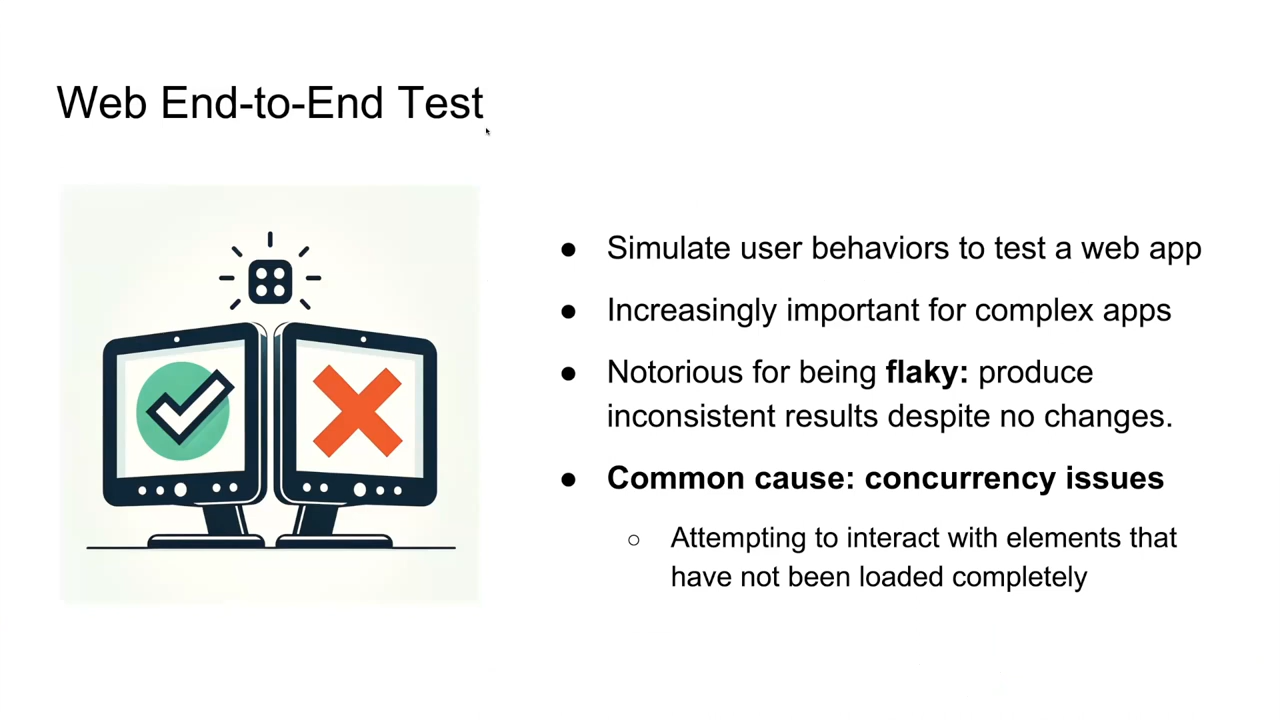 Web End-to-End Test
● Simulate user behaviors to test a web app
● Increasingly important for complex apps
● Notorious for being flaky: produce
inconsistent results despite no changes.
● Common cause: concurrency issues
○ Attempting to interact with elements that
have not been loaded completely